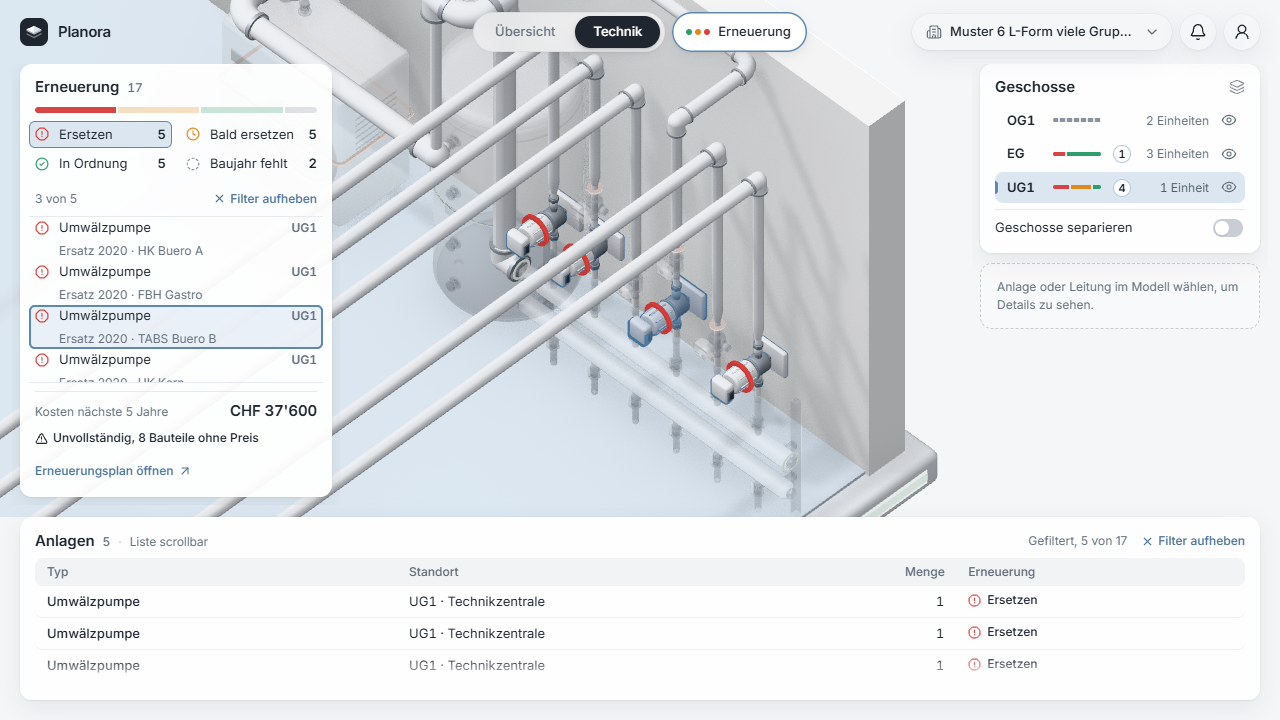 Planora
Übersicht
Technik
Erneuerung
Muster 6 L-Form viele Grup...
Erneuerung 17
Ersetzen 5
Bald ersetzen 5
In Ordnung 5
Baujahr fehlt 2
3 von 5
Filter aufheben
Umwälzpumpe UG1
Ersatz 2020 · HK Buero A
Umwälzpumpe UG1
Ersatz 2020 · FBH Gastro
Umwälzpumpe UG1
Ersatz 2020 · TABS Buero B
Umwälzpumpe UG1
Kosten nächste 5 Jahre CHF 37'600
Unvollständig, 8 Bauteile ohne Preis
Erneuerungsplan öffnen
Geschosse
OG1 2 Einheiten
EG 1 3 Einheiten
UG1 4 1 Einheit
Geschosse separieren
Anlage oder Leitung im Modell wählen, um
Details zu sehen.
Anlagen 5 · Liste scrollbar
Gefiltert, 5 von 17
Filter aufheben
Typ Standort Menge Erneuerung
Umwälzpumpe UG1 · Technikzentrale 1 Ersetzen
Umwälzpumpe UG1 · Technikzentrale 1 Ersetzen
Umwälzpumpe UG1 · Technikzentrale 1 Ersetzen